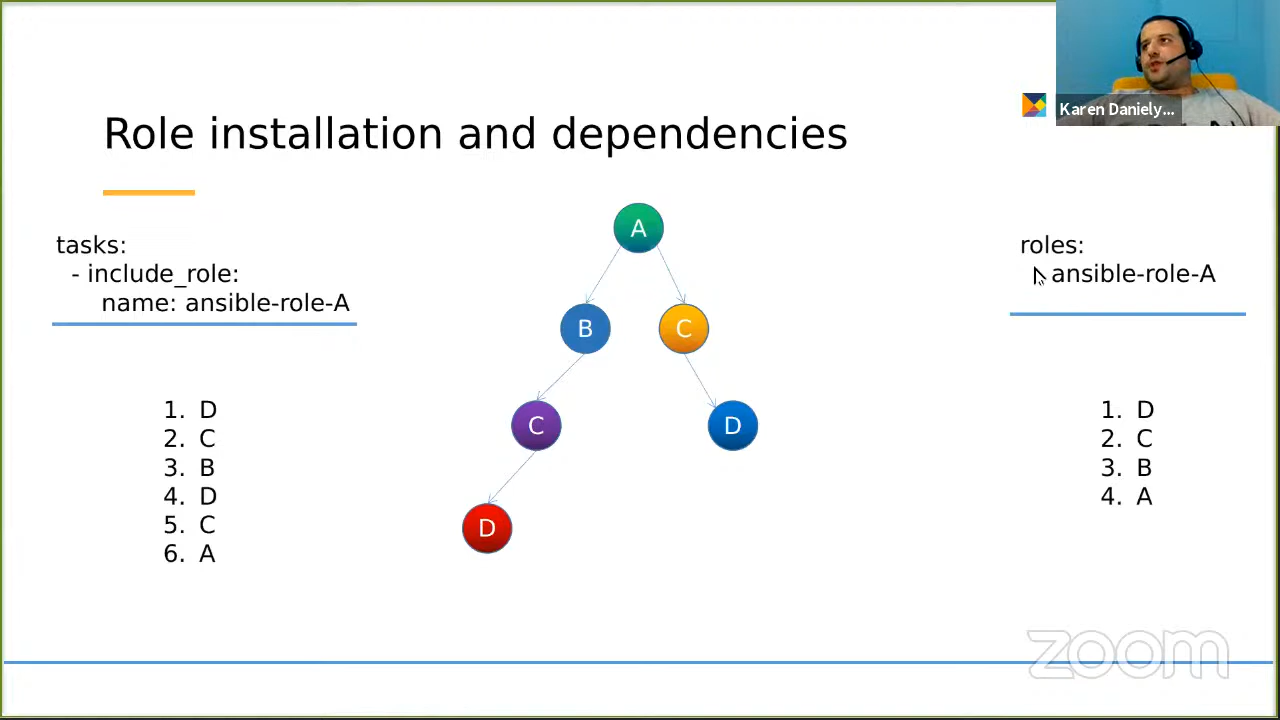 Karen Daniely...
Role installation and dependencies
tasks:
- include_role:
name: ansible-role-A
A
B
C
C
D
D
roles:
ansible-role-A
1. D
2. C
3. B
4. D
5. C
6. A
1. D
2. C
3. B
4. A
zoom